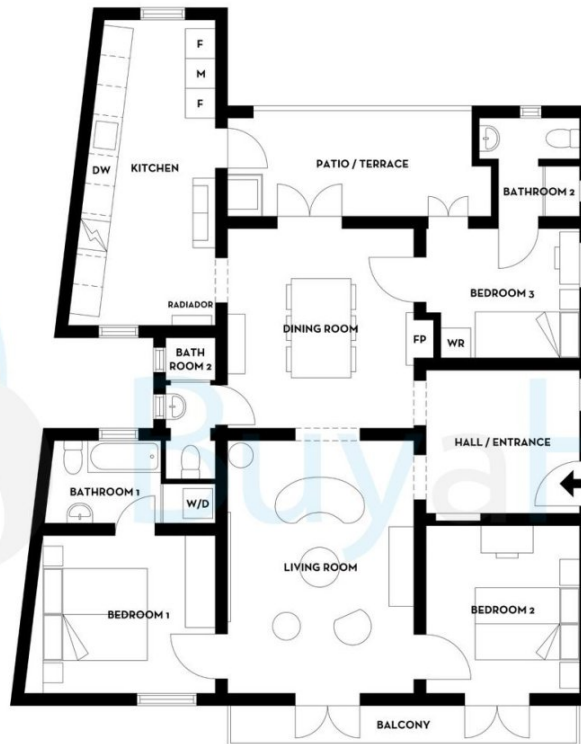 F
M
F
DW
KITCHEN
PATIO / TERRACE
BATHROOM 2
BEDROOM 3
RADIADOR
DINING ROOM
FP
WR
BATH
ROOM 2
HALL / ENTRANCE
BATHROOM 1
W/D
BuyaH
LIVING ROOM
BEDROOM 1
BEDROOM 2
BALCONY